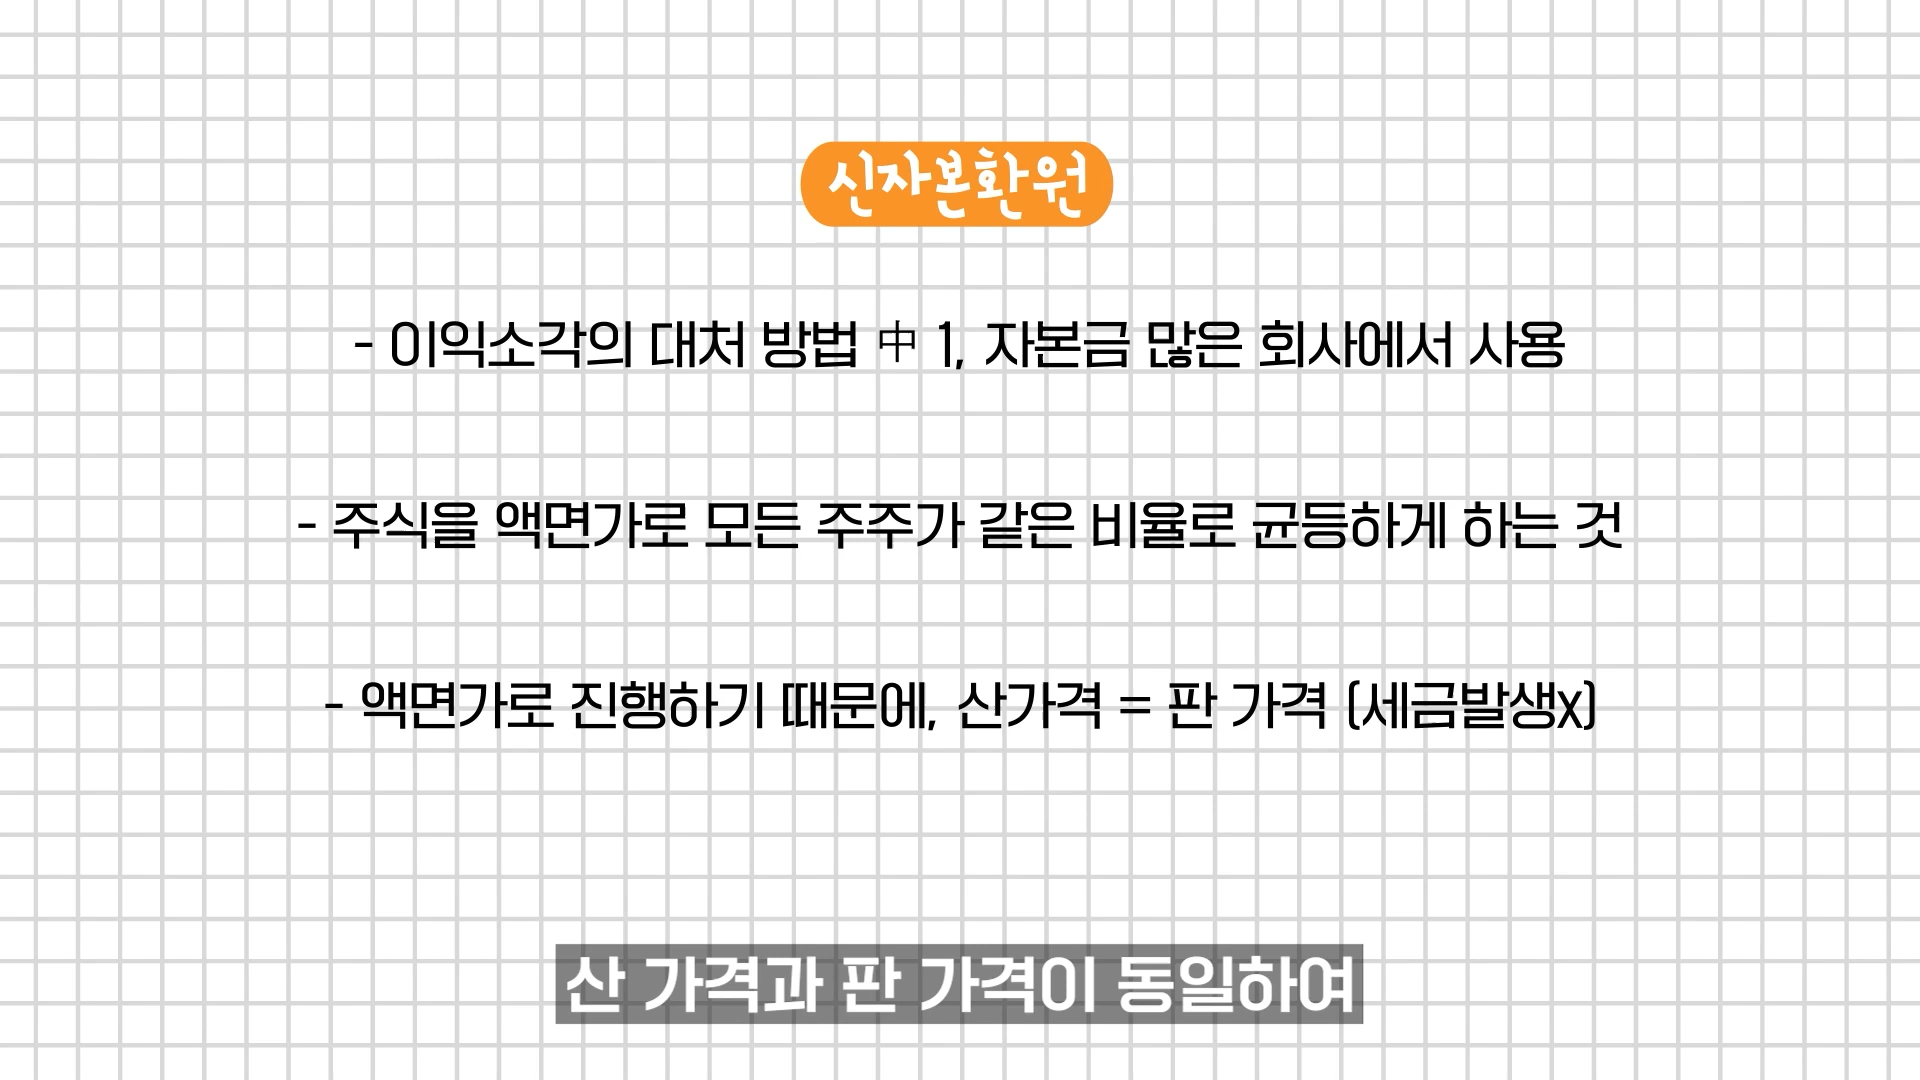 신자본환원
- 이익소각의 대처 방법 中 1, 자본금 많은 회사에서 사용
- 주식을 액면가로 모든 주주가 같은 비율로 균등하게 하는 것
- 액면가로 진행하기 때문에, 산가격 = 판 가격 (세금발생x)
산 가격과 판 가격이 동일하여